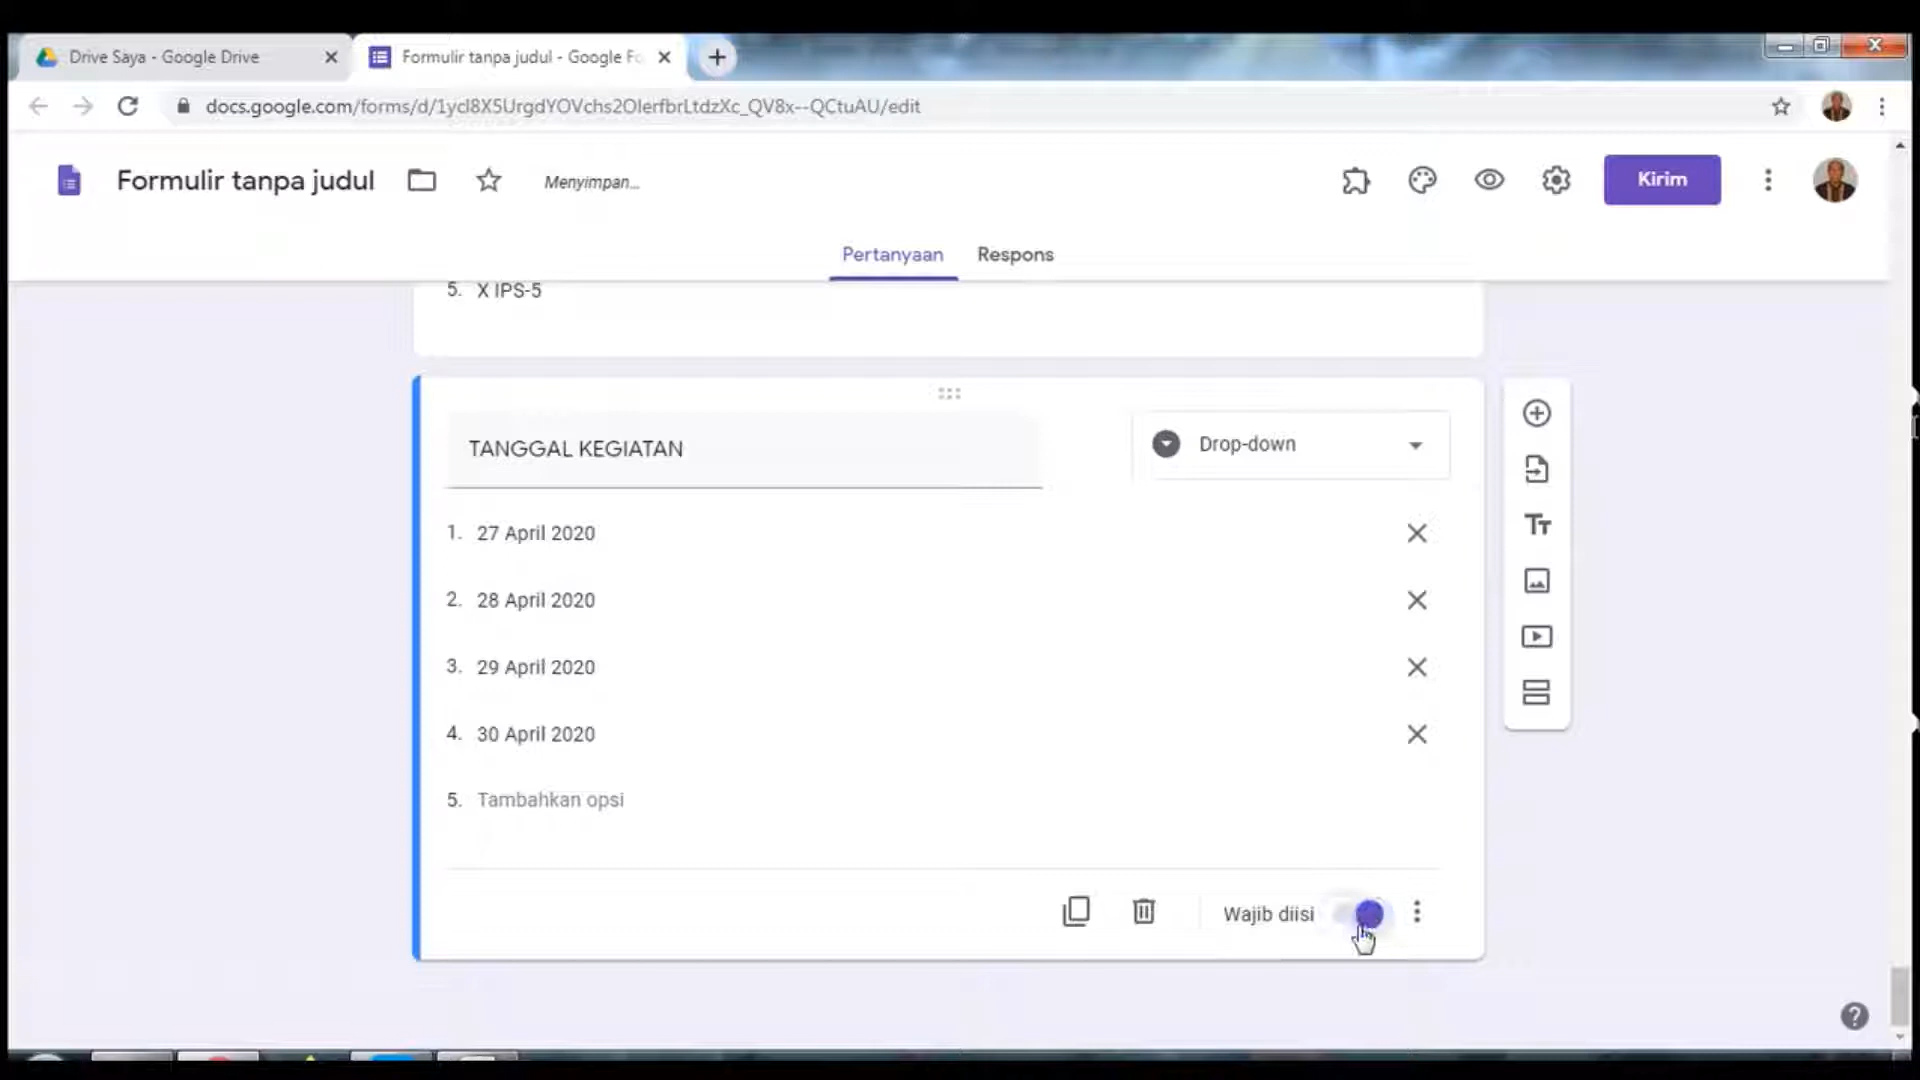 Drive Saya - Google Drive
Formulir tanpa judul - Google Fo
docs.google.com/forms/d/1ycl8X5UrgdYOVchs2OlerfbrLtdzXc_QV8x--QCtuAU/edit
Formulir tanpa judul
Menyimpan...
Kirim
Pertanyaan
Respons
5. X IPS-5
TANGGAL KEGIATAN
Drop-down
1. 27 April 2020
2. 28 April 2020
3. 29 April 2020
4. 30 April 2020
5. Tambahkan opsi
Wajib diisi